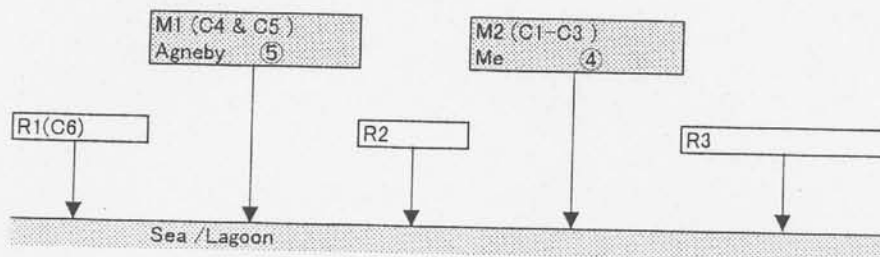 M1 (C4 & C5 )
Agneby ⑤
M2 (C1-C3 )
Me ④
R1(C6)
R2
R3
Sea /Lagoon